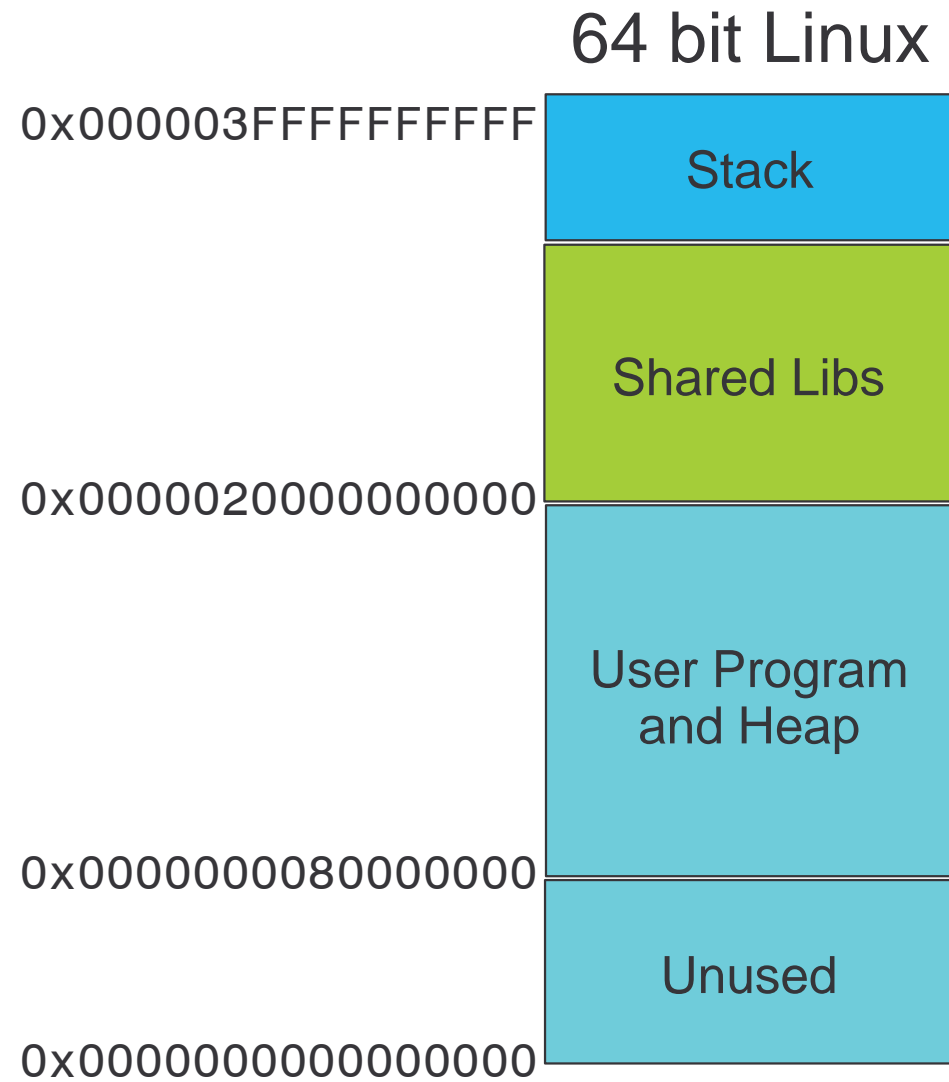 64 bit Linux
0x000003FFFFFFFFFF
Stack
Shared Libs
0x0000020000000000
User Program
and Heap
0x0000000080000000
Unused
0x0000000000000000